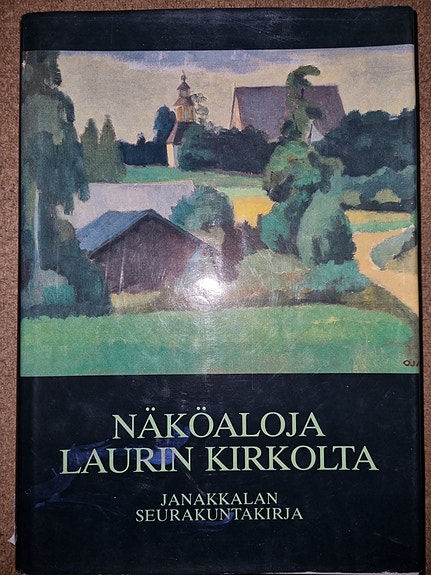 NÄKÖALOJA
LAURIN KIRKOLTA
JANAKKALAN
SEURAKUNTAKIRJA